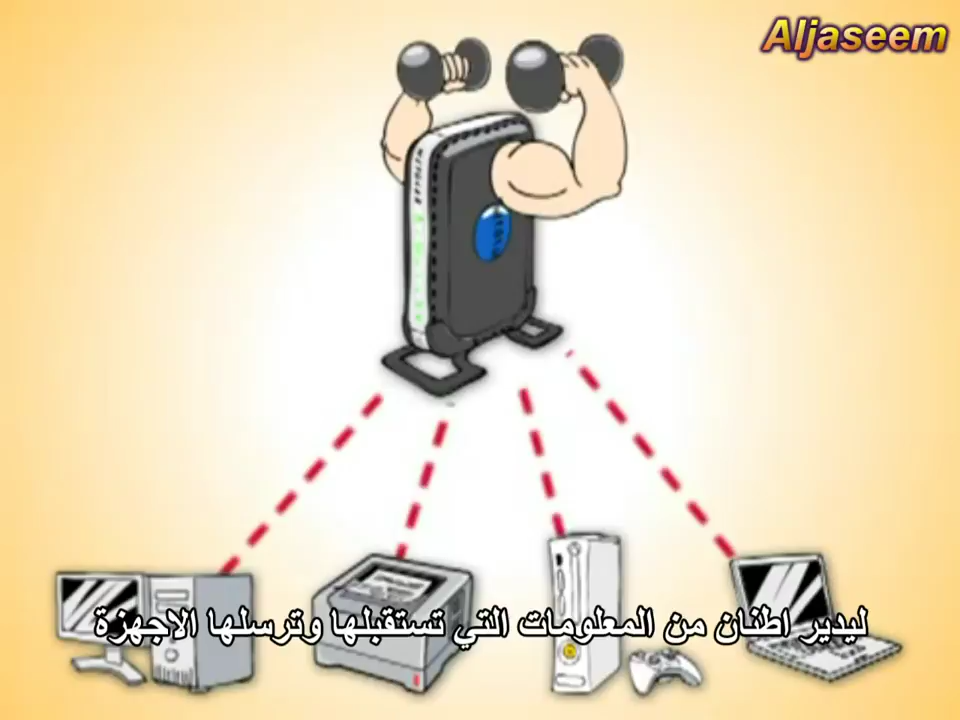 Aljaseem
ليدير اطنان من المعلومات التي تستقبلها وترسلها الاجهزة